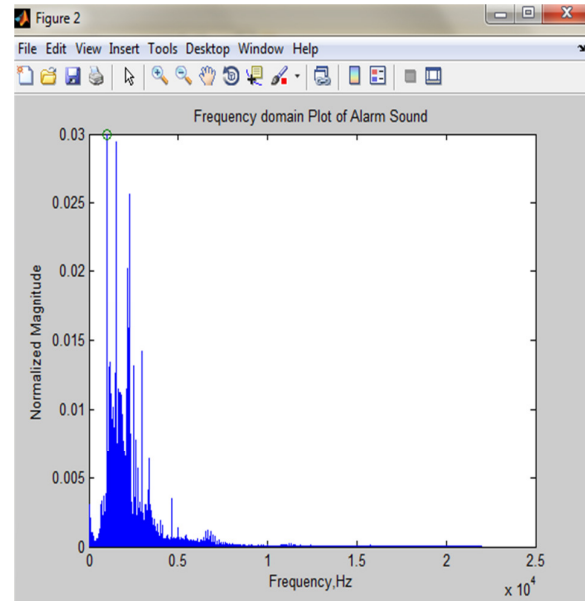 Figure 2
File Edit View Insert Tools Desktop Window Help
Frequency domain Plot of Alarm Sound
0.03
0.025
0.02
0.015
0.01
0.005
0
Normalized Magnitude
0 0.5 1 1.5 2 2.5
x 10^4
Frequency,Hz